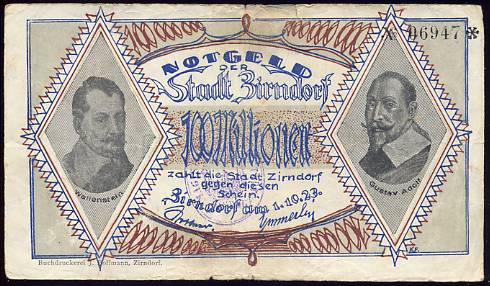 No 06947 *
NOTGELD
DER
Stadt Zirndorf
100 Millionen
zahlt die Stadt Zirndorf
gegen diesen
Schein.
Zirndorf am 1.10.23.
Wallenstein.
Gustav Adolf
K.F.
Buchdruckerei J. Bollmann, Zirndorf.